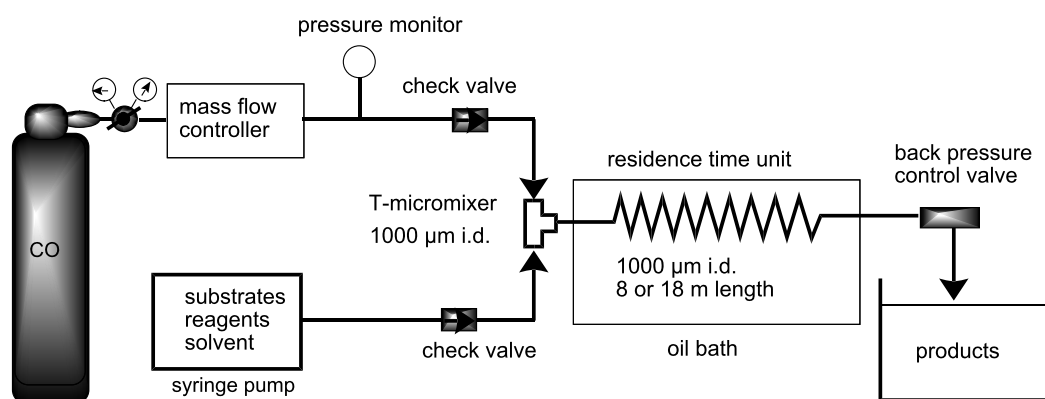 pressure monitor
check valve
mass flow
controller
residence time unit
back pressure
control valve
T-micromixer
1000 µm i.d.
CO
1000 µm i.d.
8 or 18 m length
substrates
reagents
solvent
check valve
oil bath
products
syringe pump